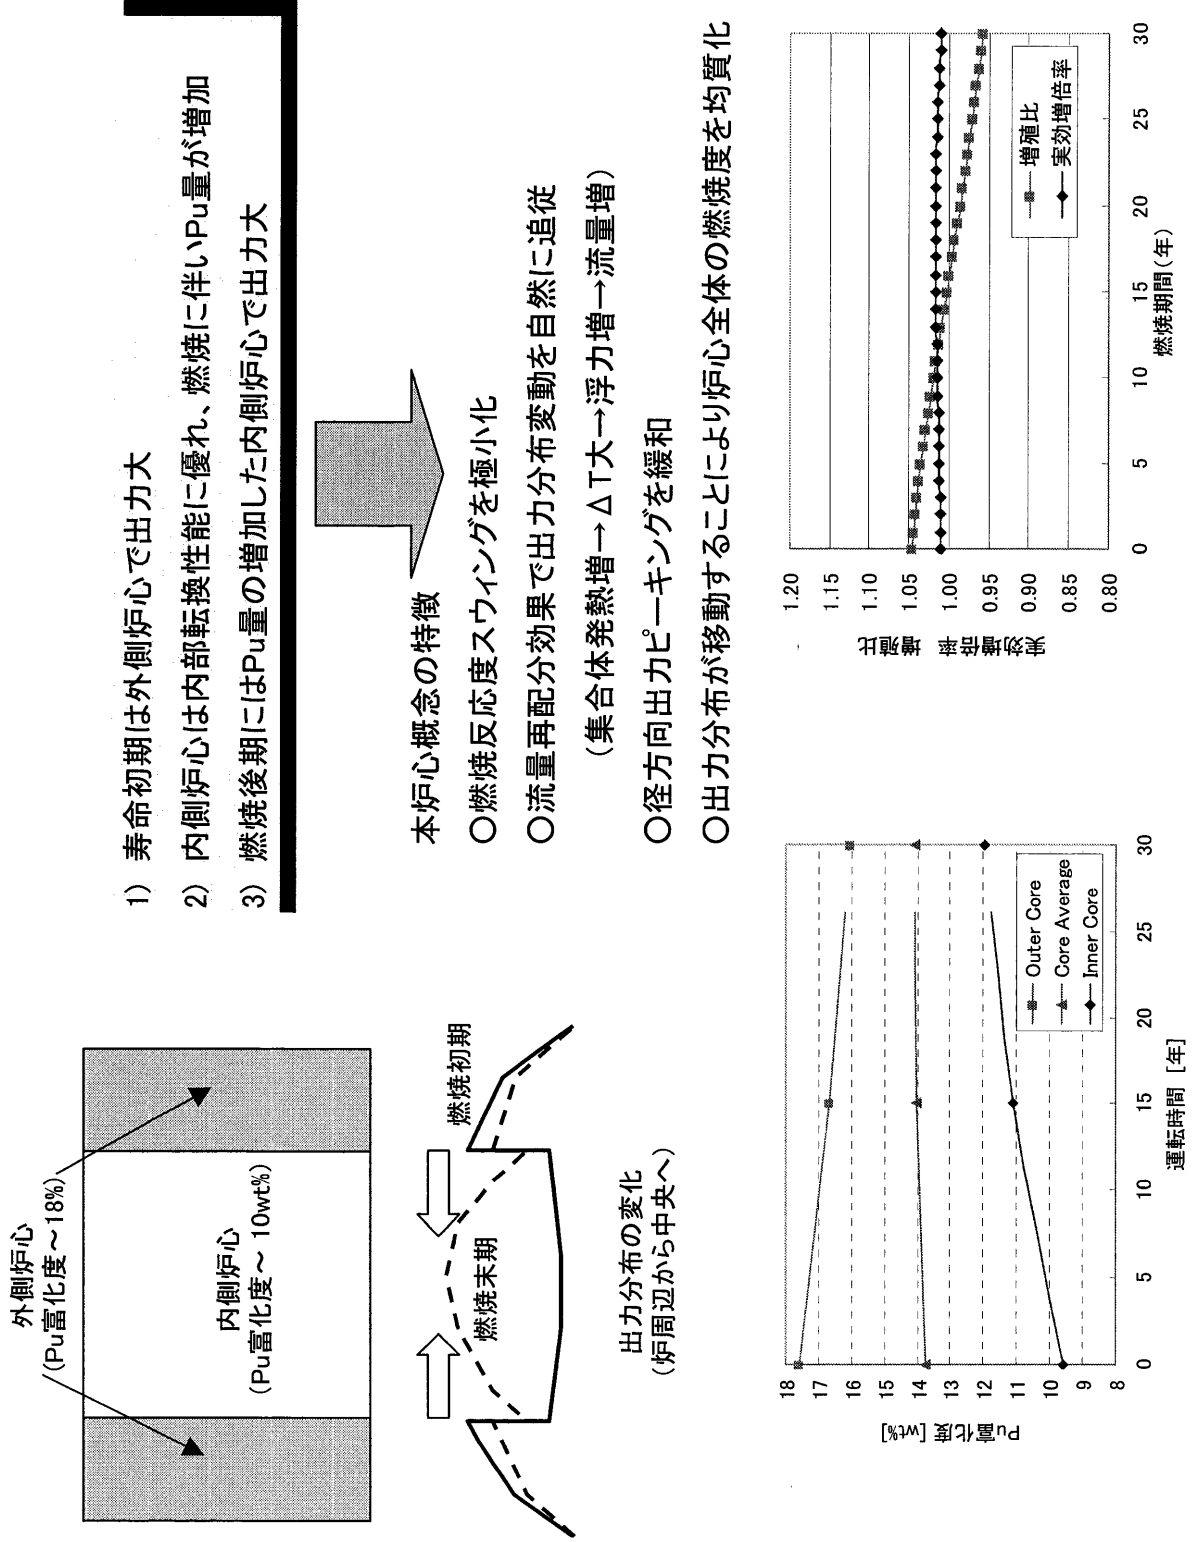 外側炉心
(Pu富化度～18%)
内側炉心
(Pu富化度～10wt%)
燃焼初期
燃焼末期
出力分布の変化
(炉周辺から中央へ)
1) 寿命初期は外側炉心で出力大
2) 内側炉心は内部転換性能に優れ、燃焼に伴いPu量が増加
3) 燃焼後期にはPu量の増加した内側炉心で出力大
本炉心概念の特徴
○燃焼反応度スウィングを極小化
○流量再配分効果で出力分布変動を自然に追従
(集合体発熱増→ΔT大→浮力増→流量増)
○径方向出力ピーキングを緩和
○出力分布が移動することにより炉心全体の燃焼度を均質化
Pu富化度 [wt%]
18
17
16
15
14
13
12
11
10
9
8
0 5 10 15 20 25 30
運転時間 [年]
Outer Core
Core Average
Inner Core
実効増倍率 増殖比
1.20
1.15
1.10
1.05
1.00
0.95
0.90
0.85
0.80
0 5 10 15 20 25 30
燃焼期間(年)
増殖比
実効増倍率